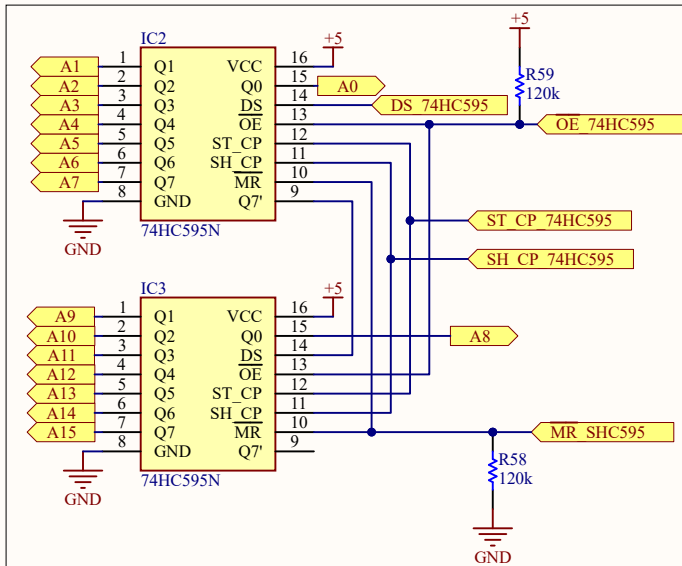 IC2
+5
+5
A1 1 Q1 VCC 16
A2 2 Q2 Q0 15 A0
A3 3 Q3 DS 14 DS_74HC595
A4 4 Q4 OE 13 OE_74HC595
A5 5 Q5 ST_CP 12
A6 6 Q6 SH_CP 11
A7 7 Q7 MR 10
8 GND Q7' 9
R59
120k
GND
74HC595N
ST_CP_74HC595
SH_CP_74HC595
IC3
+5
A9 1 Q1 VCC 16
A10 2 Q2 Q0 15 A8
A11 3 Q3 DS 14
A12 4 Q4 OE 13
A13 5 Q5 ST_CP 12
A14 6 Q6 SH_CP 11
A15 7 Q7 MR 10 MR_SHC595
8 GND Q7' 9
GND
74HC595N
R58
120k
GND